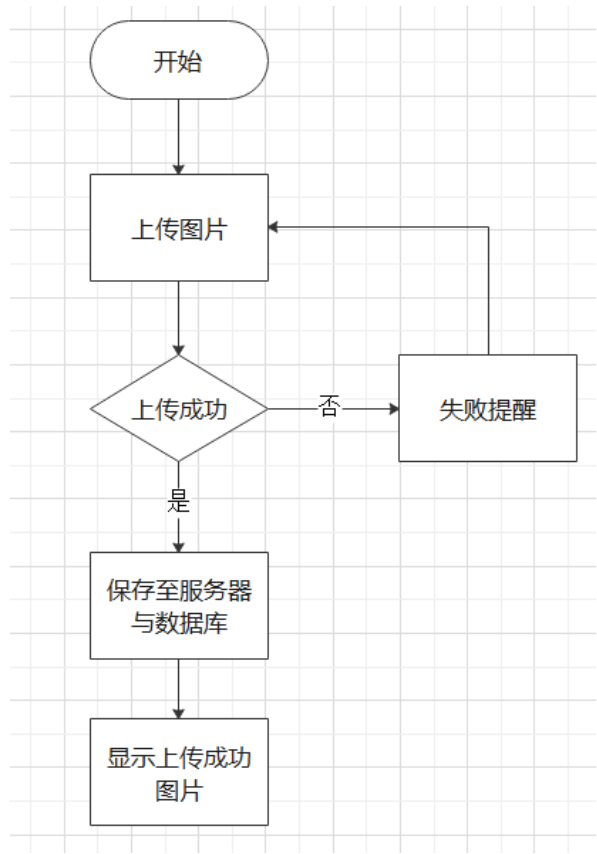 开始
上传图片
上传成功
否
失败提醒
是
保存至服务器
与数据库
显示上传成功
图片